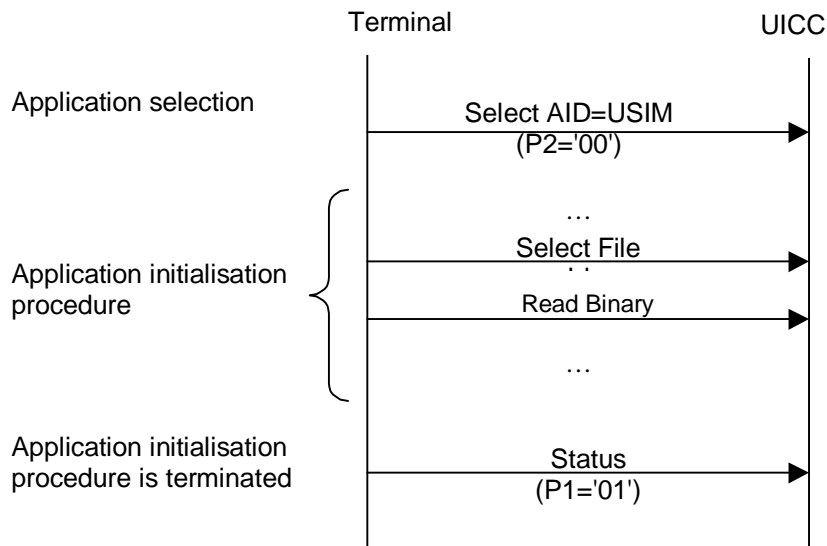 Terminal
UICC
Application selection
Select AID=USIM
(P2='00')
...
Select File
. .
Application initialisation
procedure
Read Binary
...
Application initialisation
procedure is terminated
Status
(P1='01')